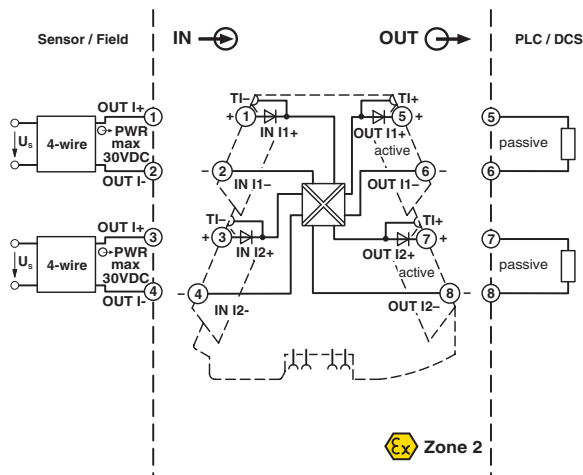 Sensor / Field
IN
OUT
PLC / DCS
OUT I+
1
PWR
max
30VDC
4-wire
Us
OUT I-
2
OUT I+
3
PWR
max
30VDC
4-wire
Us
OUT I-
4
TI–
+
1
IN I1+
–
2
IN I1–
TI–
+
3
IN I2+
–
4
IN I2-
TI+
5
+
OUT I1+
active
6
–
OUT I1–
TI+
7
+
OUT I2+
active
8
–
OUT I2–
5
passive
6
7
passive
8
Ex Zone 2